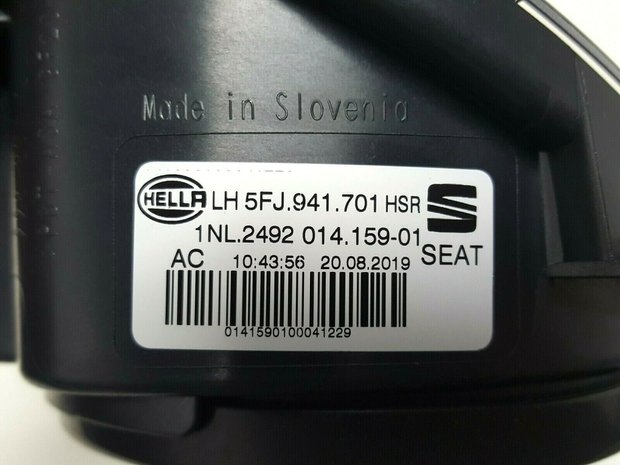 Made in Slovenia
HELLA LH 5FJ.941.701 HSR
1NL.2492 014.159-01
SEAT
AC 10:43:56 20.08.2019
0141590100041229